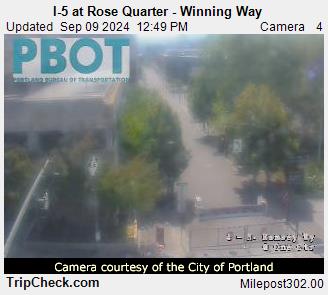 I-5 at Rose Quarter - Winning Way
Updated Sep 09 2024 12:49 PM Camera 4
PBOT
PORTLAND BUREAU OF TRANSPORTATION
Camera courtesy of the City of Portland
TripCheck.com Milepost302.00